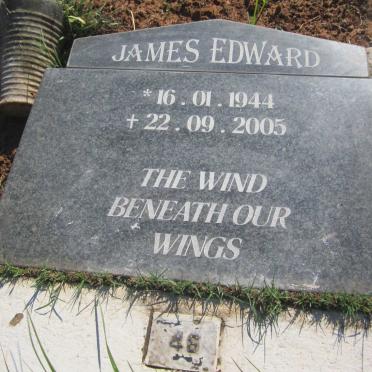 JAMES EDWARD
* 16 . 01 . 1944
† 22 . 09 . 2005
THE WIND
BENEATH OUR
WINGS
48